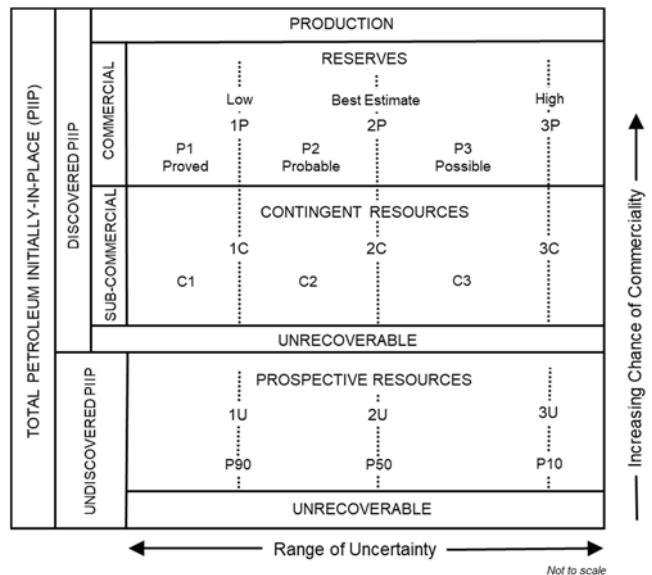 TOTAL PETROLEUM INITIALLY-IN-PLACE (PIIP)
DISCOVERED PIIP
UNDISCOVERED PIIP
COMMERCIAL
SUB-COMMERCIAL
PRODUCTION
RESERVES
Low Best Estimate High
1P 2P 3P
P1 P2 P3
Proved Probable Possible
CONTINGENT RESOURCES
1C 2C 3C
C1 C2 C3
UNRECOVERABLE
PROSPECTIVE RESOURCES
1U 2U 3U
P90 P50 P10
UNRECOVERABLE
Increasing Chance of Commerciality
Range of Uncertainty
Not to scale